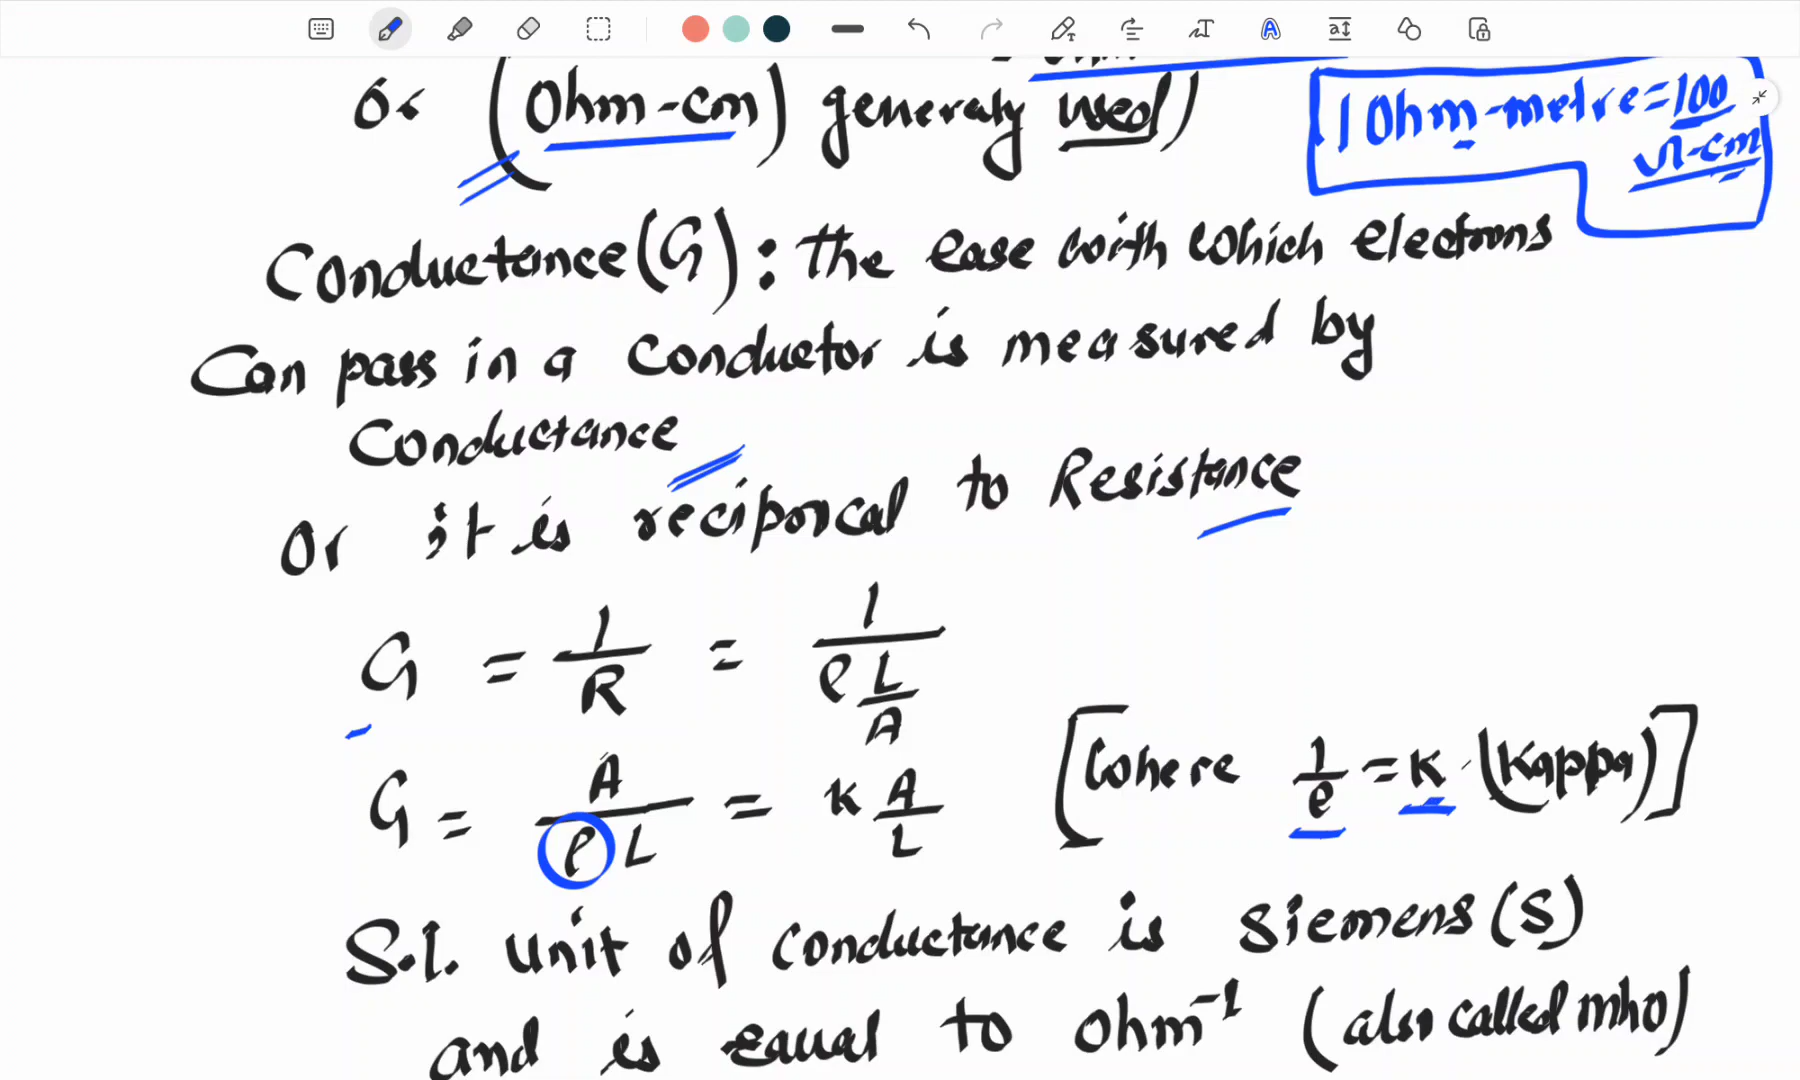 or (Ohm-cm) generaly used)
1 Ohm-metre=100
Ω-cm
Conductance (G): the ease with which electrons
can pass in a conductor is measured by
conductance
Or it is reciprocal to Resistance
G = 1/R = 1/(ρ L/A)
G = A/(ρ L) = κ A/L [where 1/ρ = κ (Kappa)]
S.I. unit of conductance is siemens (S)
and is equal to ohm⁻¹ (also called mho)